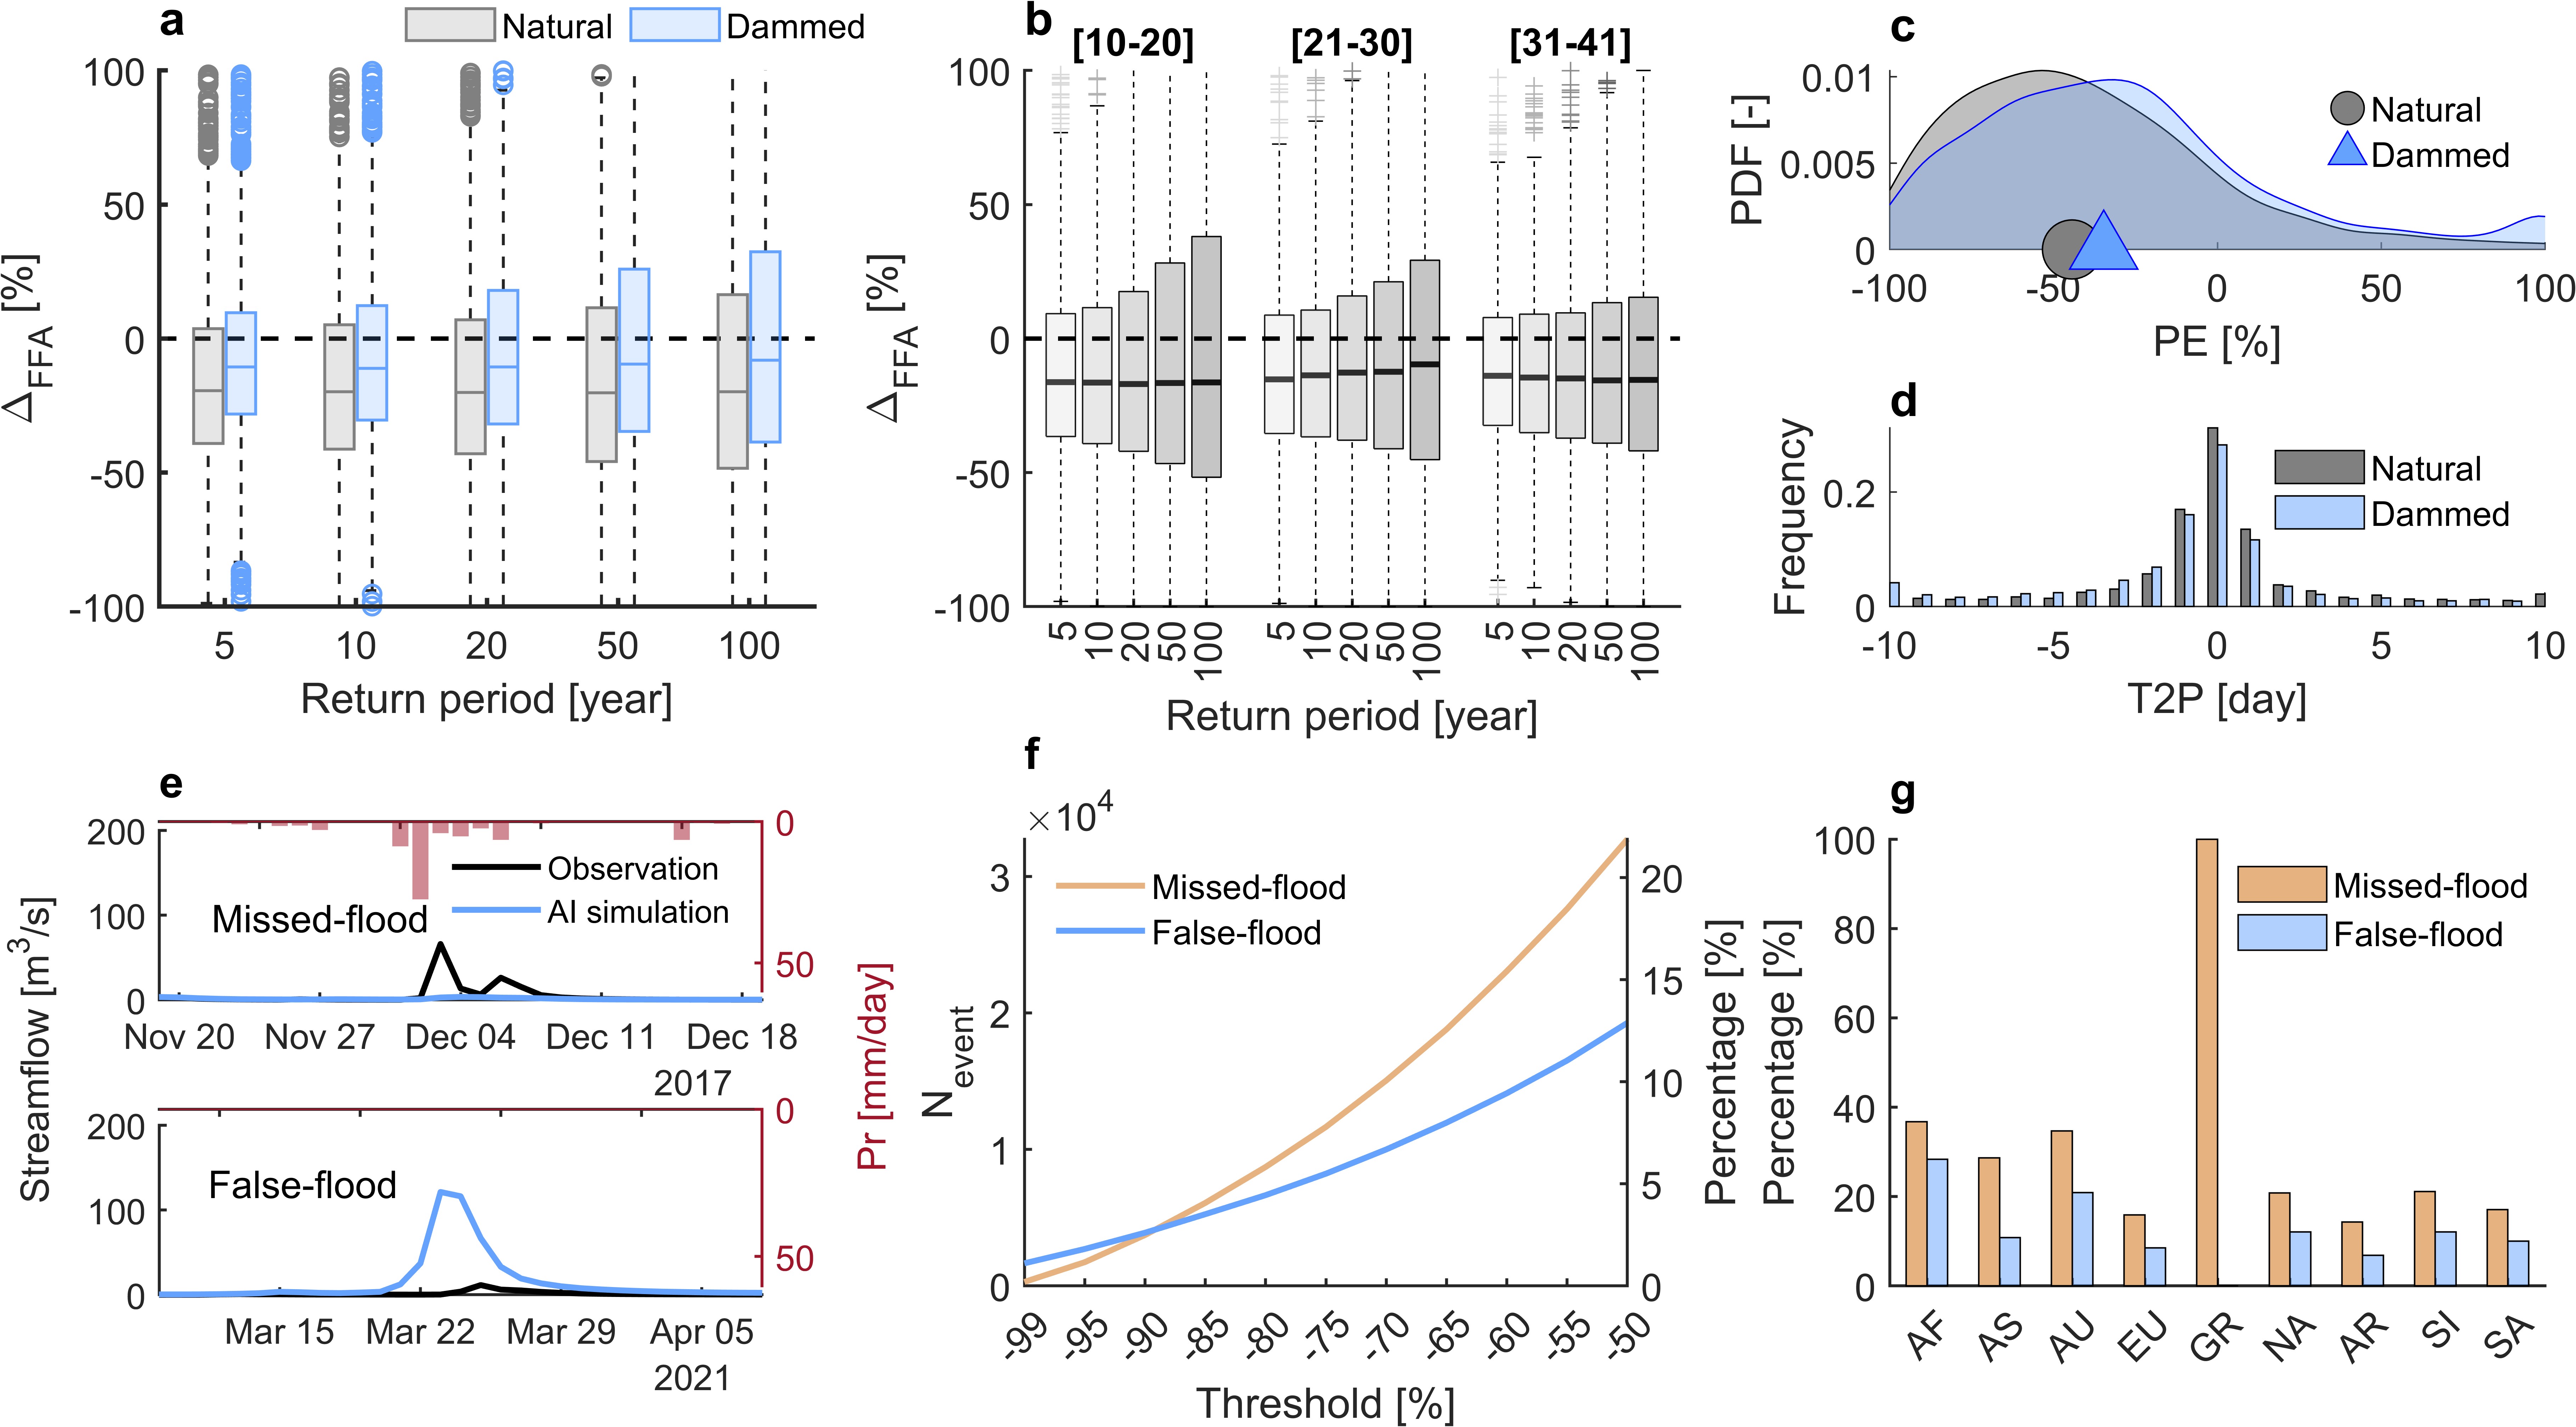 a
Natural
Dammed
100
50
0
-50
-100
Δ_FFA [%]
5
10
20
50
100
Return period [year]
b
[10-20]
[21-30]
[31-41]
100
50
0
-50
-100
Δ_FFA [%]
5
10
20
50
100
5
10
20
50
100
5
10
20
50
100
Return period [year]
c
0.01
0.005
0
PDF [-]
Natural
Dammed
-100
-50
0
50
100
PE [%]
d
Frequency
0.2
0
Natural
Dammed
-10
-5
0
5
10
T2P [day]
e
Streamflow [m³/s]
200
100
0
Observation
AI simulation
Missed-flood
0
50
Nov 20
Nov 27
Dec 04
Dec 11
Dec 18
2017
Pr [mm/day]
200
100
0
False-flood
0
50
Mar 15
Mar 22
Mar 29
Apr 05
2021
f
×10⁴
3
2
1
0
N_event
Missed-flood
False-flood
20
15
10
5
0
Percentage [%]
-99
-95
-90
-85
-80
-75
-70
-65
-60
-55
-50
Threshold [%]
g
Percentage [%]
100
80
60
40
20
0
Missed-flood
False-flood
AF
AS
AU
EU
GR
NA
AR
SI
SA